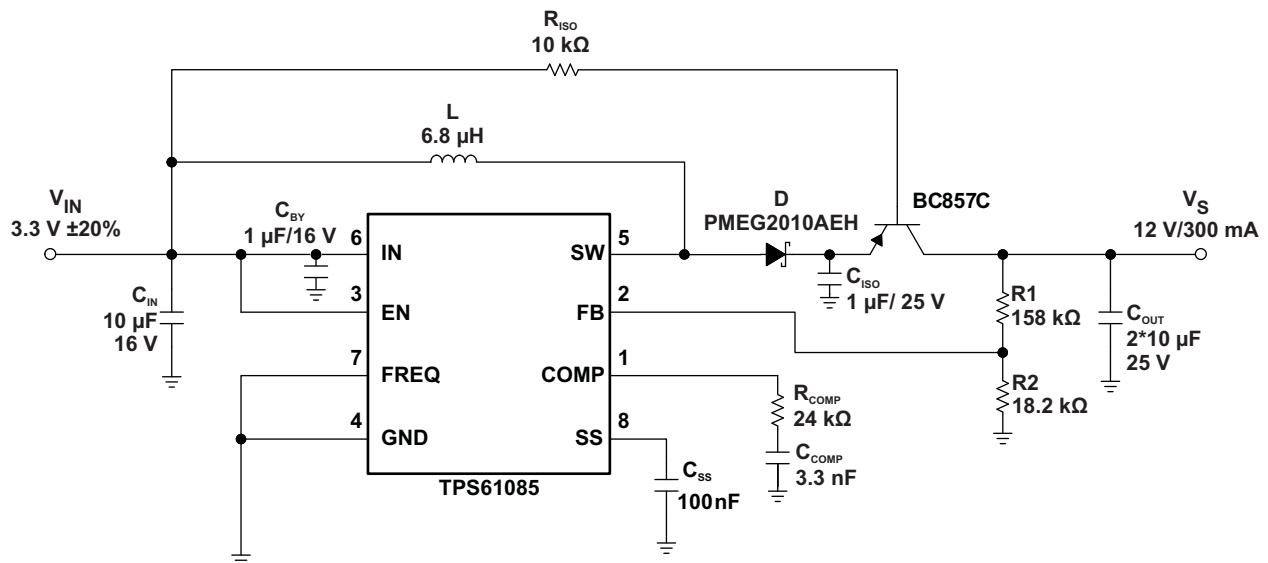 R_ISO
10 kΩ
L
6.8 µH
V_IN
3.3 V ±20%
C_BY
1 µF/16 V
C_IN
10 µF
16 V
6
IN
SW
5
3
EN
FB
2
7
FREQ
COMP
1
4
GND
SS
8
TPS61085
D
PMEG2010AEH
BC857C
V_S
12 V/300 mA
C_ISO
1 µF/ 25 V
R1
158 kΩ
C_OUT
2*10 µF
25 V
R2
18.2 kΩ
R_COMP
24 kΩ
C_COMP
3.3 nF
C_SS
100nF